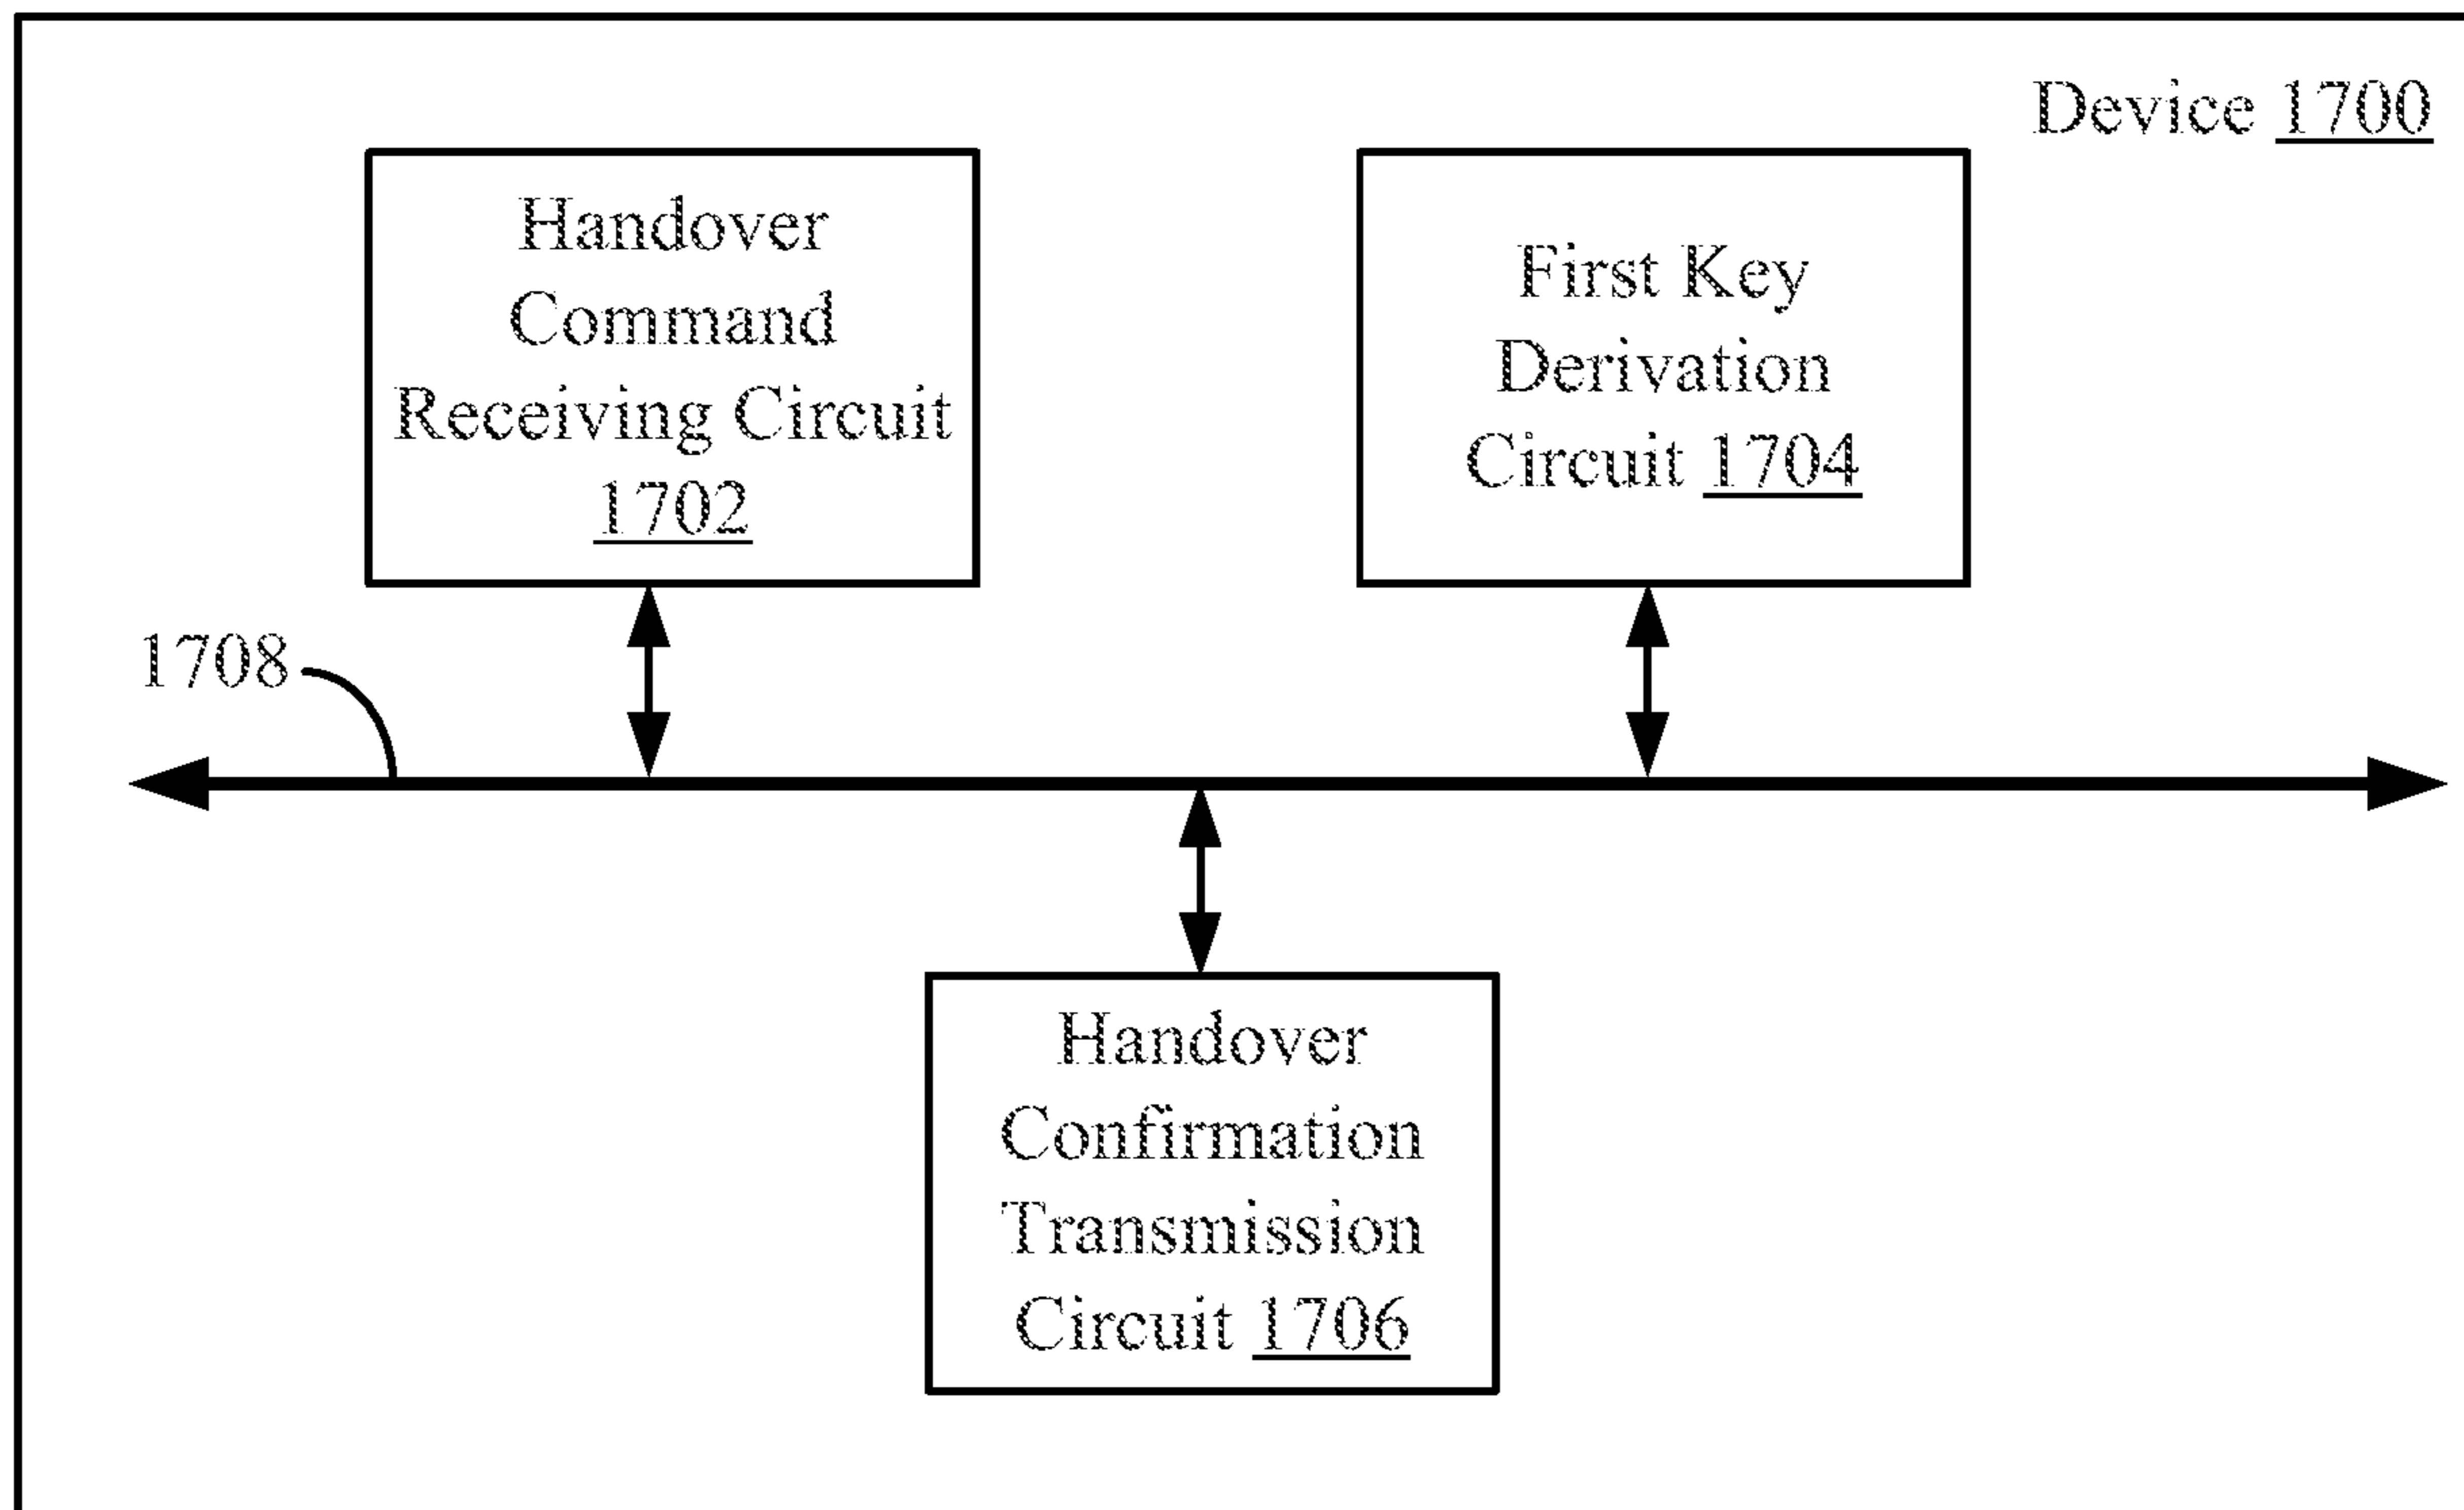 Device 1700
Handover
Command
Receiving Circuit
1702
First Key
Derivation
Circuit 1704
1708
Handover
Confirmation
Transmission
Circuit 1706